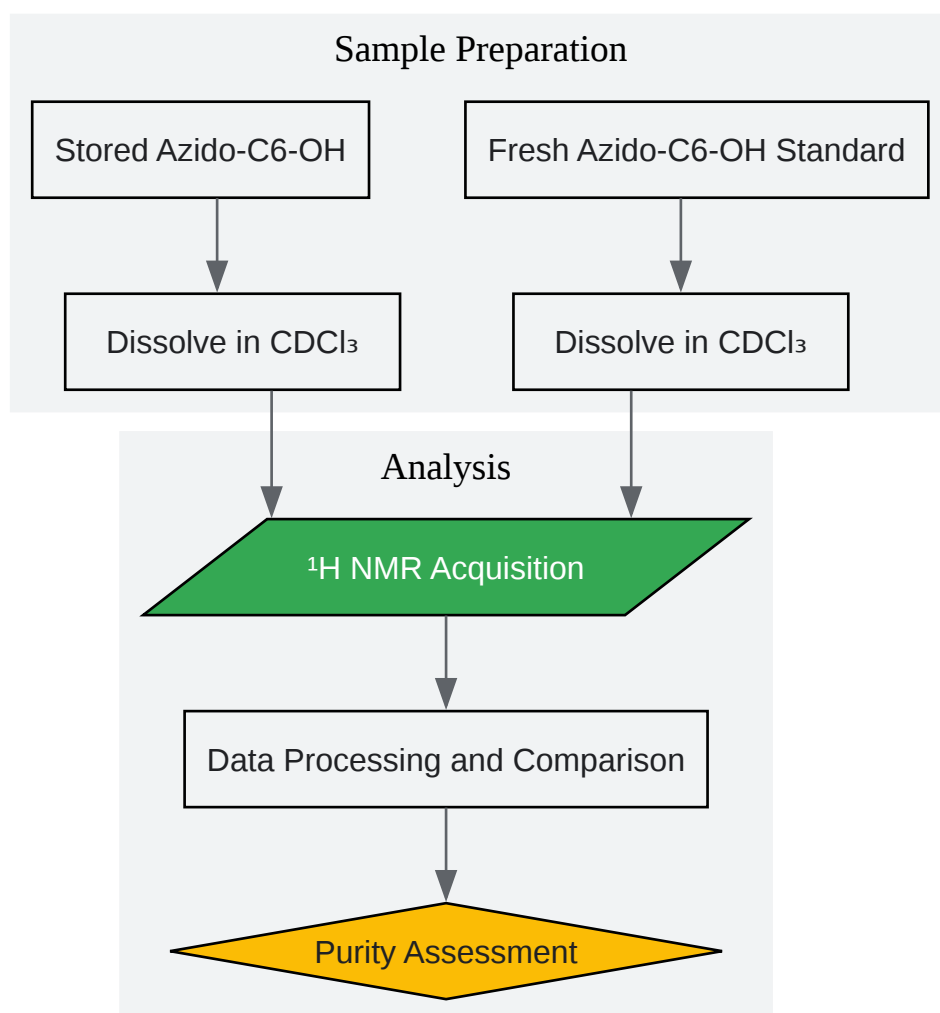 Sample Preparation
Stored Azido-C6-OH
Fresh Azido-C6-OH Standard
Dissolve in CDCl₃
Dissolve in CDCl₃
Analysis
¹H NMR Acquisition
Data Processing and Comparison
Purity Assessment